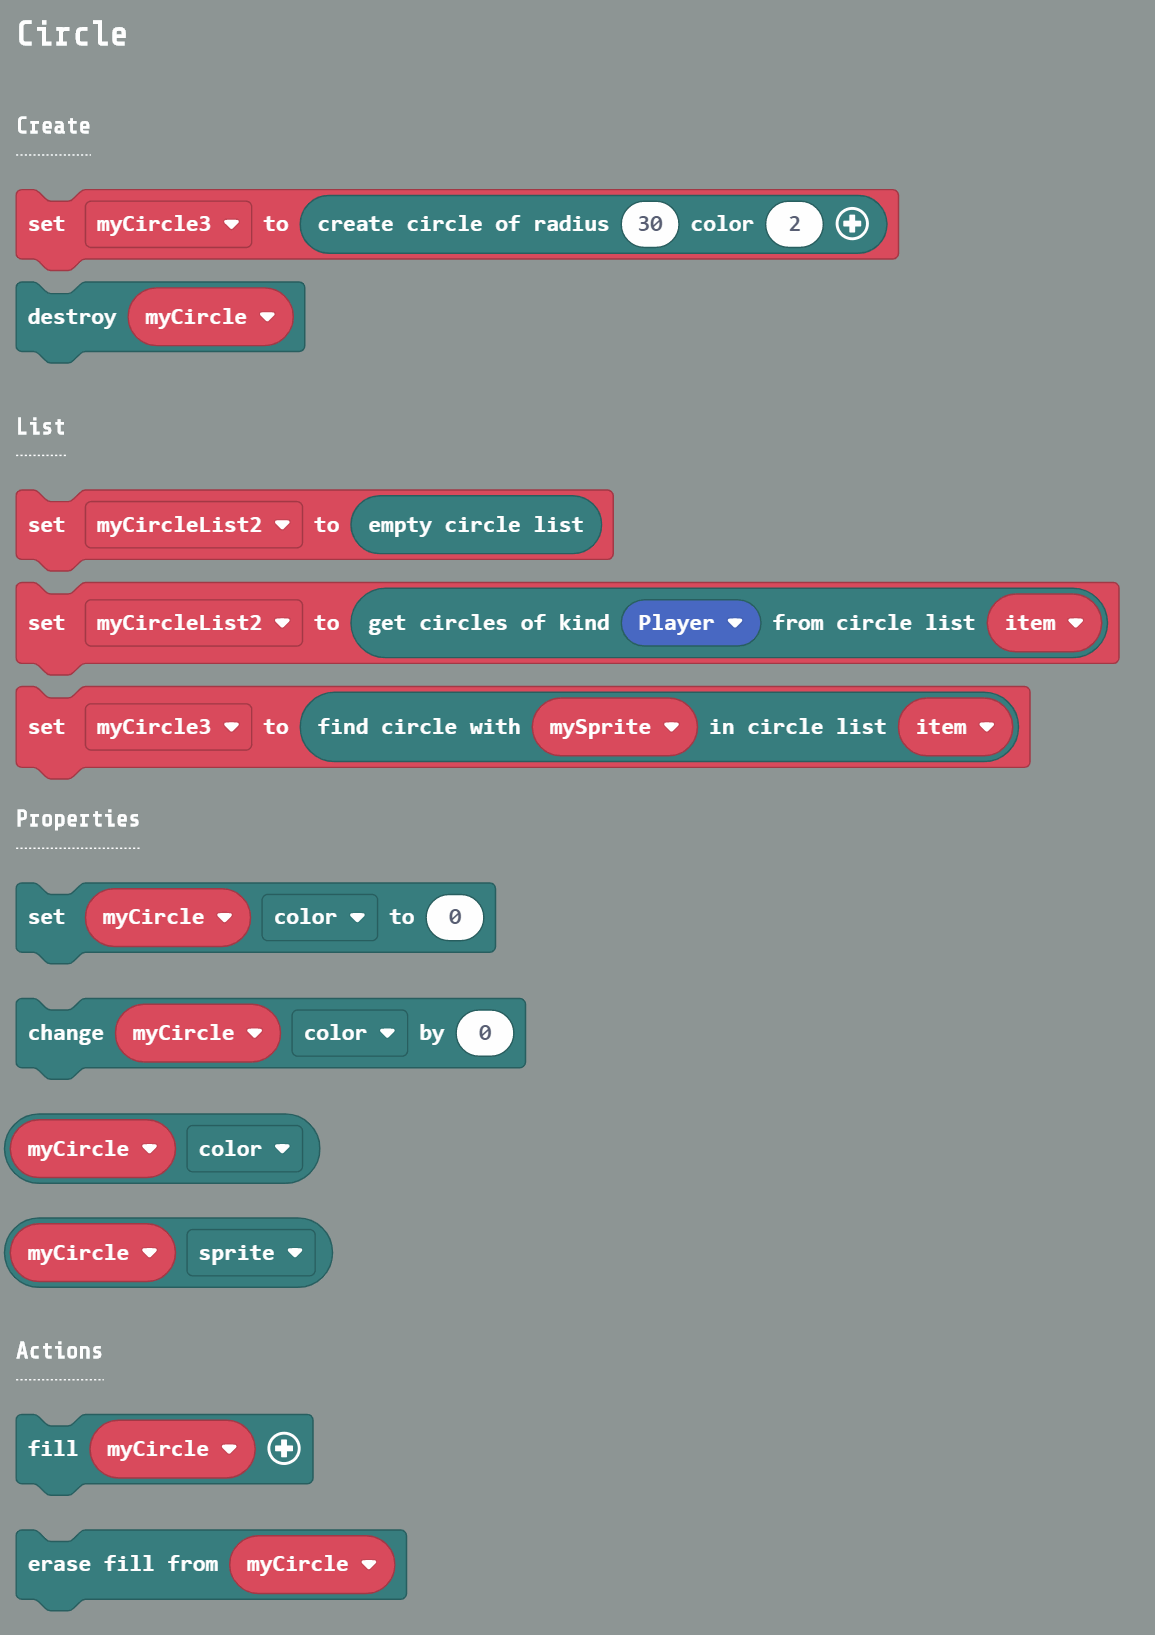 Circle
Create
set myCircle3 to create circle of radius 30 color 2
destroy myCircle
List
set myCircleList2 to empty circle list
set myCircleList2 to get circles of kind Player from circle list item
set myCircle3 to find circle with mySprite in circle list item
Properties
set myCircle color to 0
change myCircle color by 0
myCircle color
myCircle sprite
Actions
fill myCircle
erase fill from myCircle